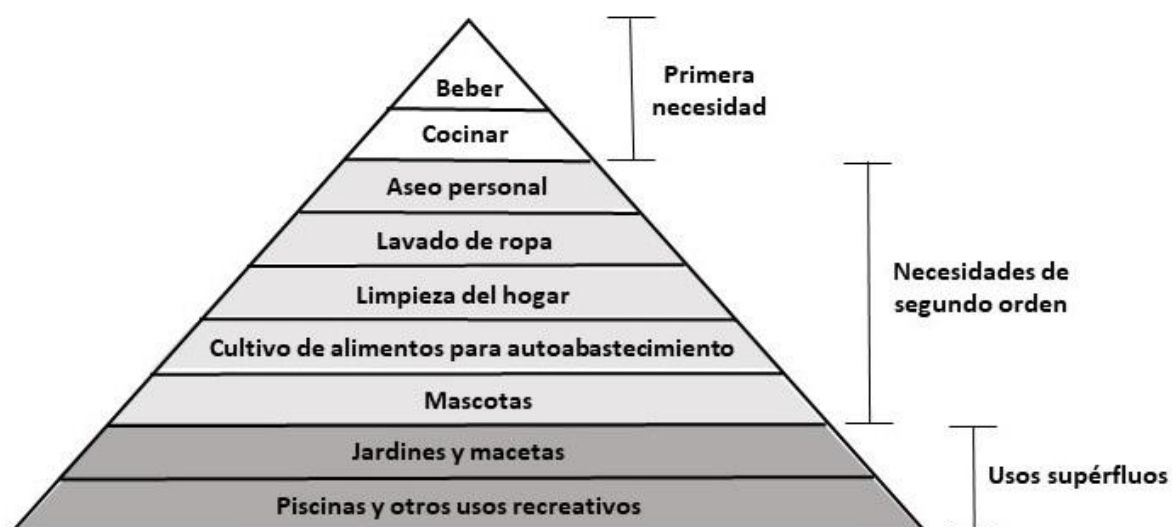 Beber
Cocinar
Aseo personal
Lavado de ropa
Limpieza del hogar
Cultivo de alimentos para autoabastecimiento
Mascotas
Jardines y macetas
Piscinas y otros usos recreativos
Primera
necesidad
Necesidades de
segundo orden
Usos supérfluos